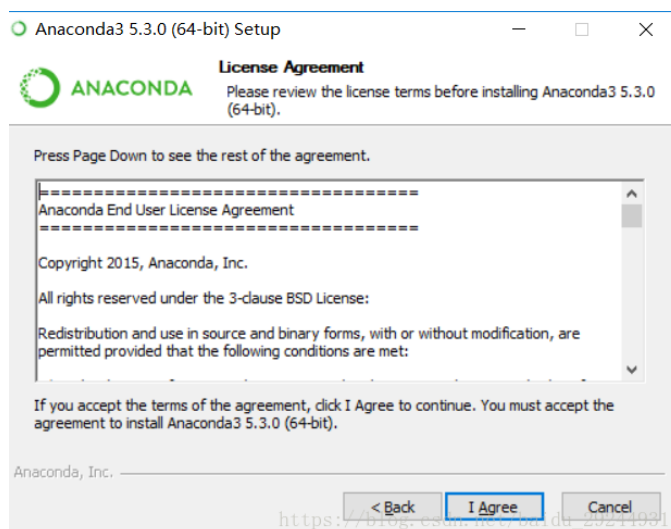 Anaconda3 5.3.0 (64-bit) Setup
ANACONDA
License Agreement
Please review the license terms before installing Anaconda3 5.3.0
(64-bit).
Press Page Down to see the rest of the agreement.
====================================
Anaconda End User License Agreement
====================================
Copyright 2015, Anaconda, Inc.
All rights reserved under the 3-clause BSD License:
Redistribution and use in source and binary forms, with or without modification, are
permitted provided that the following conditions are met:
If you accept the terms of the agreement, click I Agree to continue. You must accept the
agreement to install Anaconda3 5.3.0 (64-bit).
Anaconda, Inc.
< Back
I Agree
Cancel